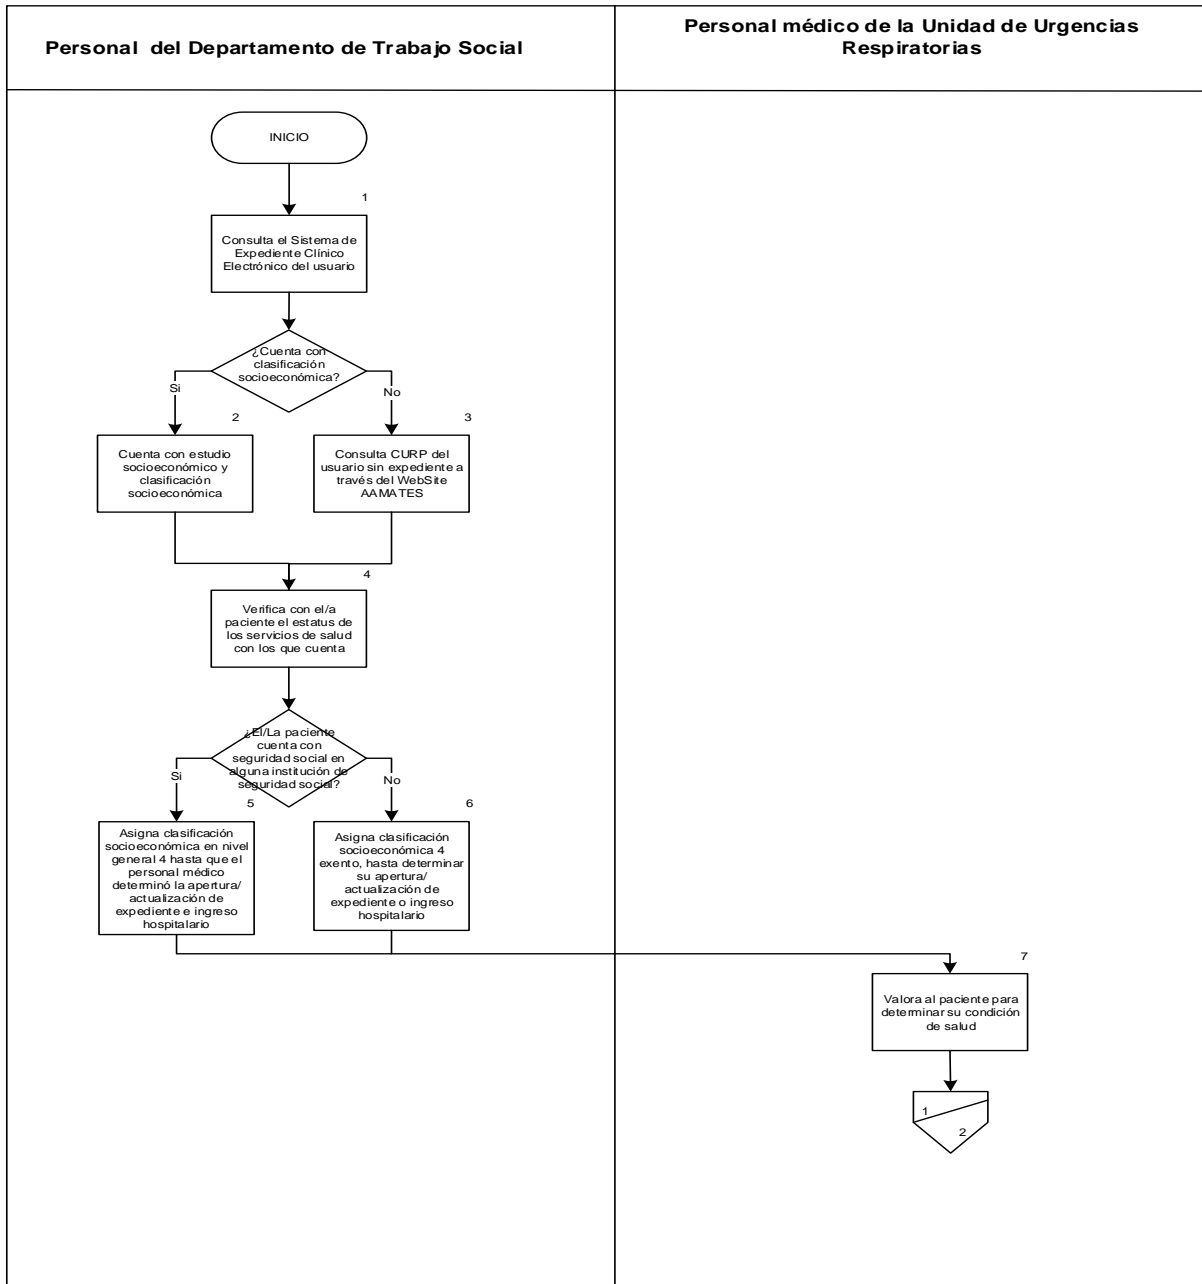 Personal del Departamento de Trabajo Social
Personal médico de la Unidad de Urgencias
Respiratorias
INICIO
1
Consulta el Sistema de
Expediente Clínico
Electrónico del usuario
¿Cuenta con
clasificación
socioeconómica?
Si
No
2
Cuenta con estudio
socioeconómico y
clasificación
socioeconómica
3
Consulta CURP del
usuario sin expediente a
través del WebSite
AAMATES
4
Verifica con el/a
paciente el estatus de
los servicios de salud
con los que cuenta
¿El/La paciente
cuenta con
seguridad social en
alguna institución de
seguridad social?
Si
No
5
Asigna clasificación
socioeconómica en nivel
general 4 hasta que el
personal médico
determinó la apertura/
actualización de
expediente e ingreso
hospitalario
6
Asigna clasificación
socioeconómica 4
exento, hasta determinar
su apertura/
actualización de
expediente o ingreso
hospitalario
7
Valora al paciente para
determinar su condición
de salud
1
2